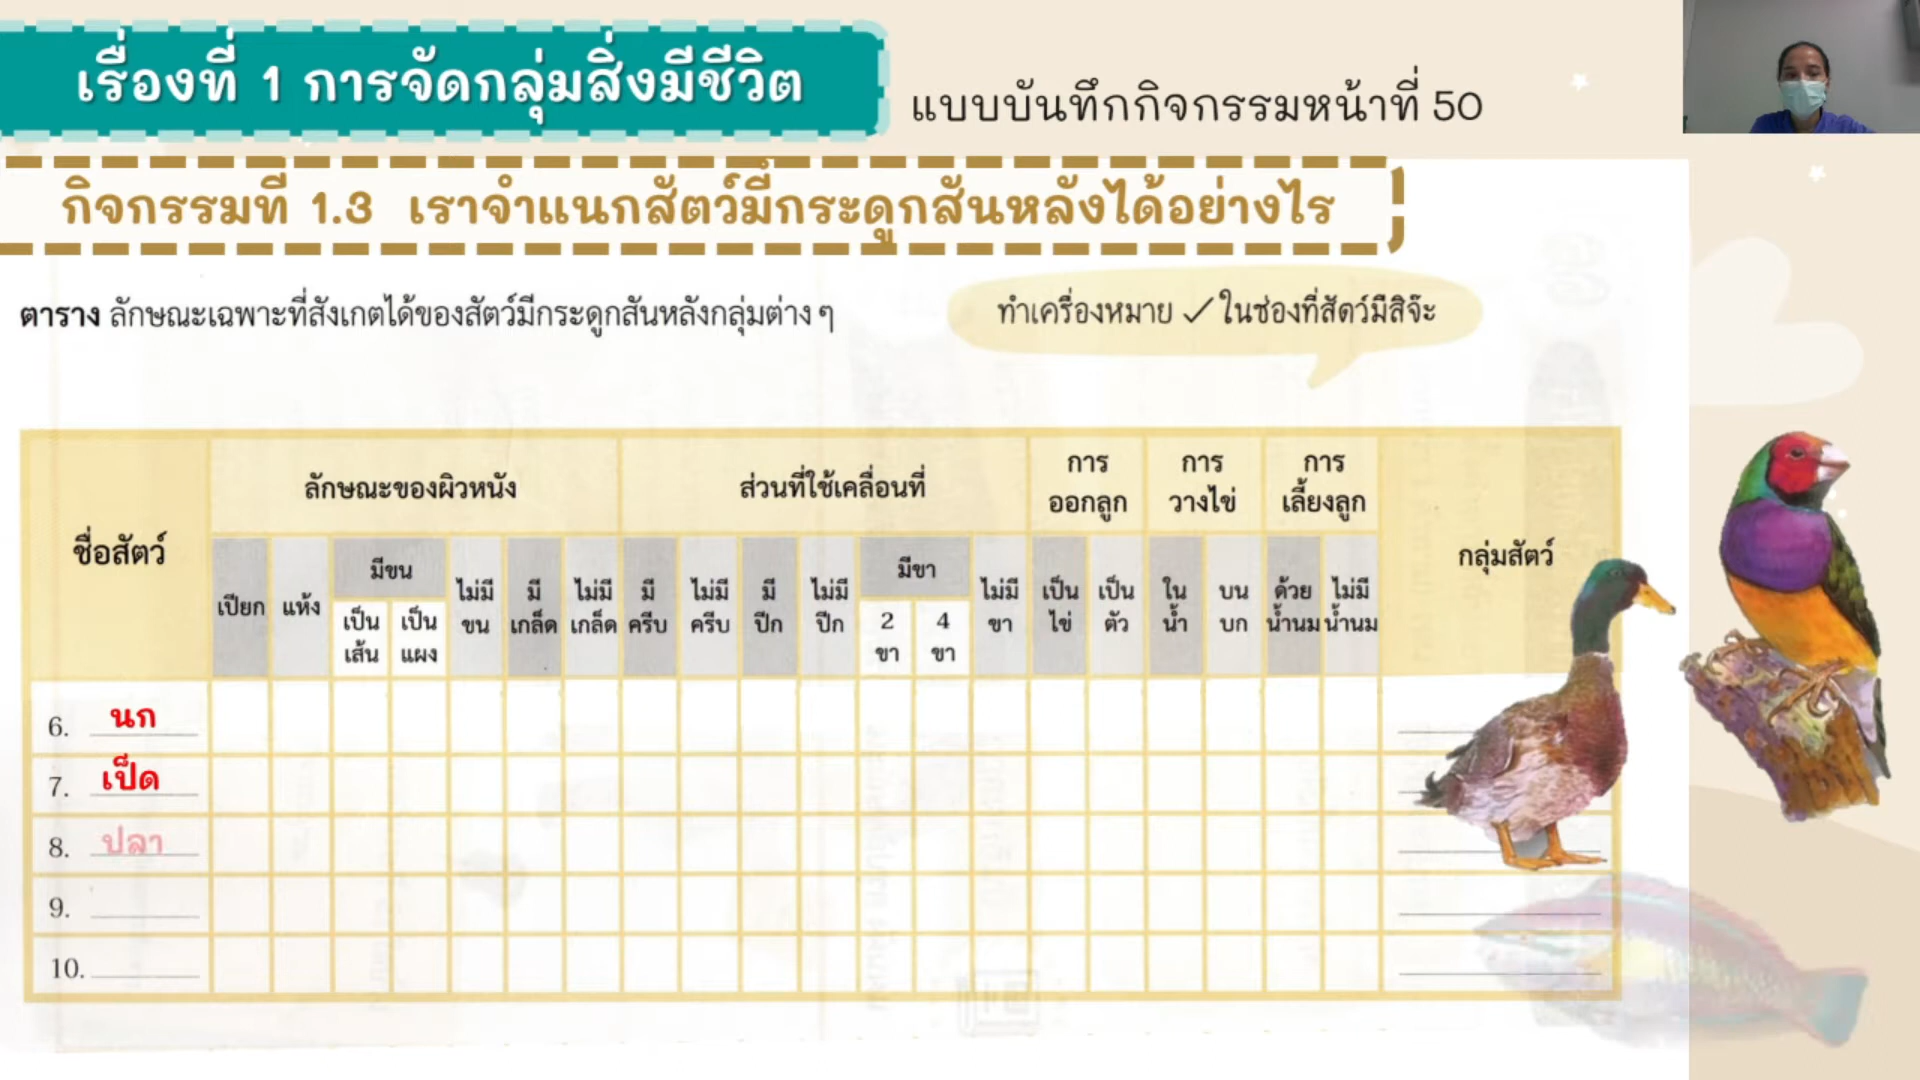 เรื่องที่ 1 การจัดกลุ่มสิ่งมีชีวิต
แบบบันทึกกิจกรรมหน้าที่ 50
กิจกรรมที่ 1.3 เราจำแนกสัตว์มีกระดูกสันหลังได้อย่างไร
ตาราง ลักษณะเฉพาะที่สังเกตได้ของสัตว์มีกระดูกสันหลังกลุ่มต่าง ๆ
ทำเครื่องหมาย ✓ ในช่องที่สัตว์มีสิจ๊ะ
ชื่อสัตว์
ลักษณะของผิวหนัง
ส่วนที่ใช้เคลื่อนที่
การ
ออกลูก
การ
วางไข่
การ
เลี้ยงลูก
กลุ่มสัตว์
เปียก
แห้ง
มีขน
เป็น
เส้น
เป็น
แผง
ไม่มี
ขน
มี
เกล็ด
ไม่มี
เกล็ด
มี
ครีบ
ไม่มี
ครีบ
มี
ปีก
ไม่มี
ปีก
มีขา
2
ขา
4
ขา
ไม่มี
ขา
เป็น
ไข่
เป็น
ตัว
ใน
น้ำ
บน
บก
ด้วย
น้ำนม
ไม่มี
น้ำนม
6. นก
7. เป็ด
8. ปลา
9.
10.